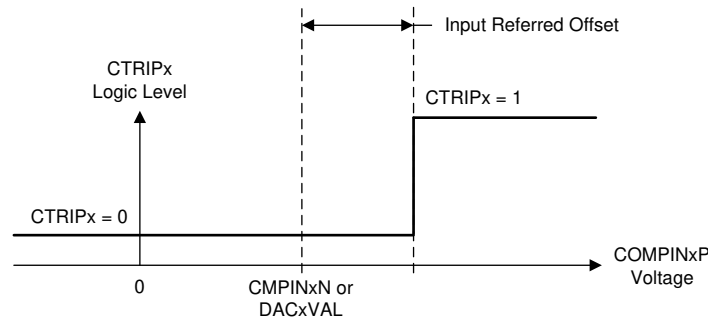 Input Referred Offset
CTRIPx
Logic Level
CTRIPx = 1
CTRIPx = 0
COMPINxP
Voltage
0
CMPINxN or
DACxVAL